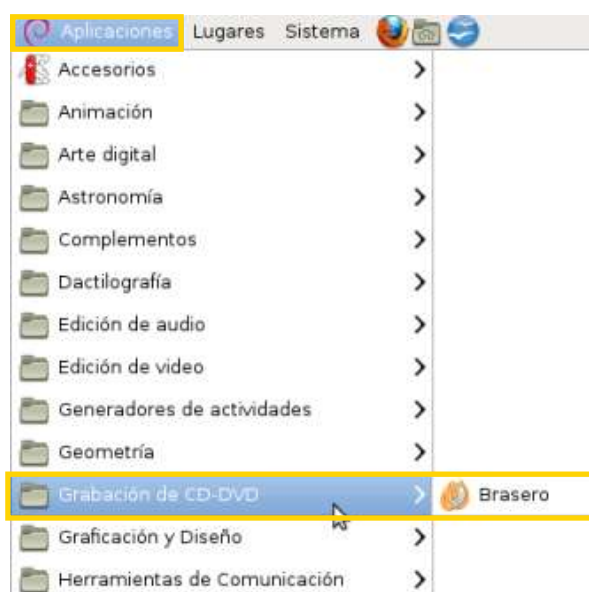 Aplicaciones Lugares Sistema
Accesorios
Animación
Arte digital
Astronomía
Complementos
Dactilografía
Edición de audio
Edición de video
Generadores de actividades
Geometría
Grabación de CD-DVD Brasero
Graficación y Diseño
Herramientas de Comunicación